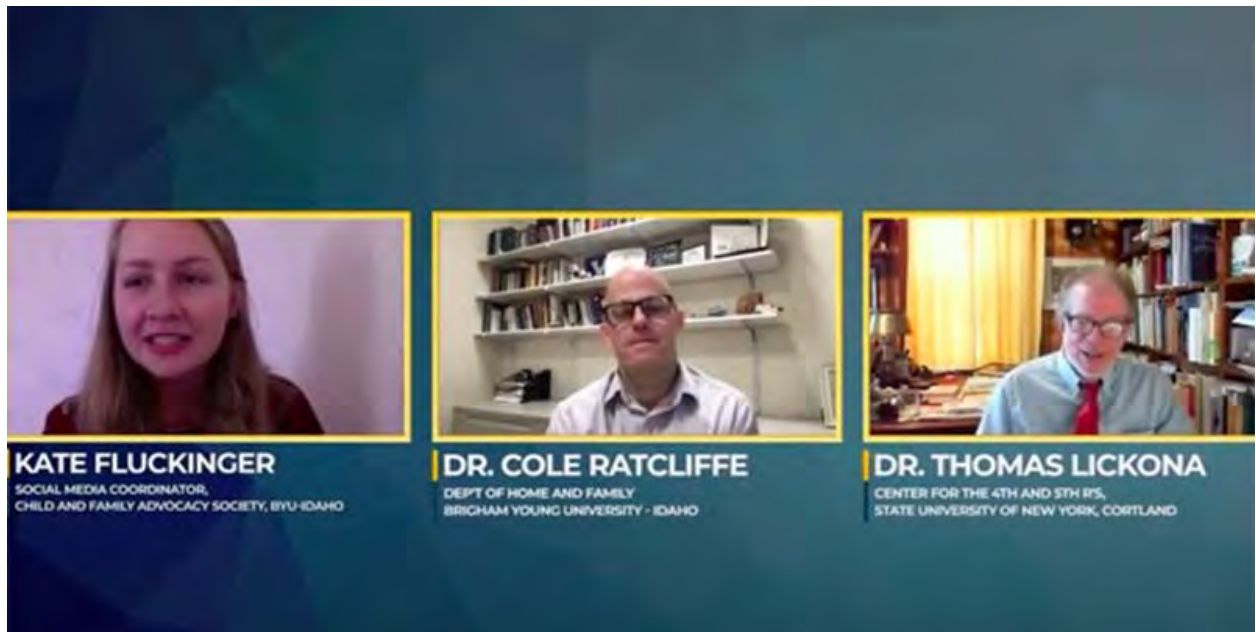 KATE FLUCKINGER
SOCIAL MEDIA COORDINATOR,
CHILD AND FAMILY ADVOCACY SOCIETY, BYU-IDAHO
DR. COLE RATCLIFFE
DEP'T OF HOME AND FAMILY
BRIGHAM YOUNG UNIVERSITY - IDAHO
DR. THOMAS LICKONA
CENTER FOR THE 4TH AND 5TH R'S,
STATE UNIVERSITY OF NEW YORK, CORTLAND